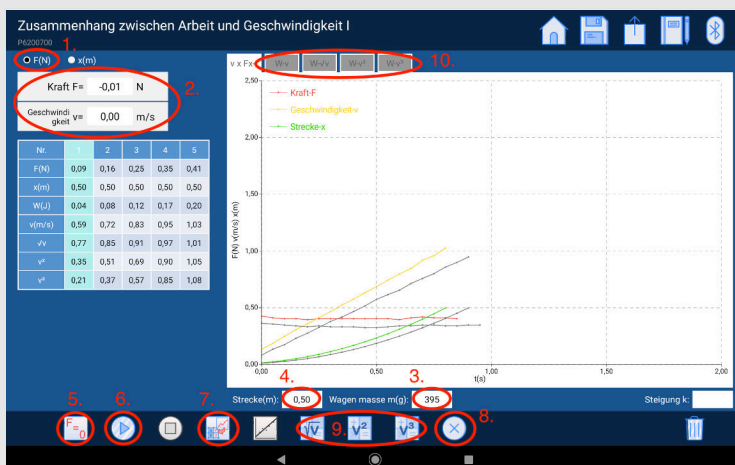 Zusammenhang zwischen Arbeit und Geschwindigkeit I
P6200700
1.
F(N) x(m)
2.
Kraft F= -0,01 N
Geschwindi
gkeit v= 0,00 m/s
Nr. 1 2 3 4 5
F(N) 0,09 0,16 0,25 0,35 0,41
x(m) 0,50 0,50 0,50 0,50 0,50
W(J) 0,04 0,08 0,12 0,17 0,20
v(m/s) 0,59 0,72 0,83 0,95 1,03
√v 0,77 0,85 0,91 0,97 1,01
v² 0,35 0,51 0,69 0,90 1,05
v³ 0,21 0,37 0,57 0,85 1,08
v x Fx W-v W-√v W-v² W-v³ 10.
2,50
Kraft-F
Geschwindigkeit-v
Strecke-x
2,00
1,50
1,00
0,50
0,00
F(N) v(m/s) x(m)
0,00 0,50 1,00 1,50 2,00
t(s)
4. 3.
Strecke(m): 0,50 Wagen masse m(g): 395 Steigung k:
5. 6. 7. 9. 8.
F=0 √v v² v³